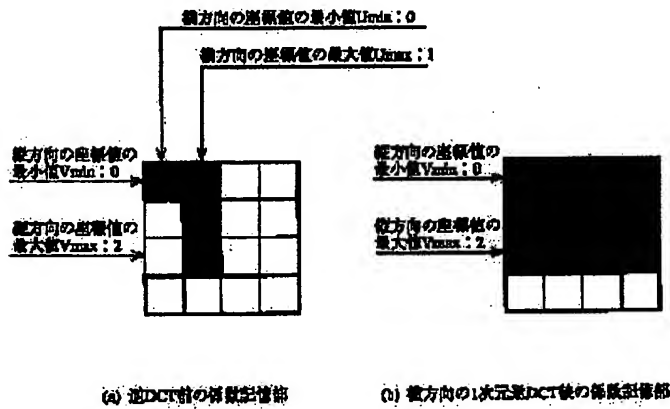 横方向の座標値の最小値Umin：0
横方向の座標値の最大値Umax：1
縦方向の座標値の
最小値Vmin：0
縦方向の座標値の
最大値Vmax：2
縦方向の座標値の
最小値Vmin：0
縦方向の座標値の
最大値Vmax：2
(a) 逆DCT前の係数記憶部
(b) 横方向の1次元逆DCT後の係数記憶部